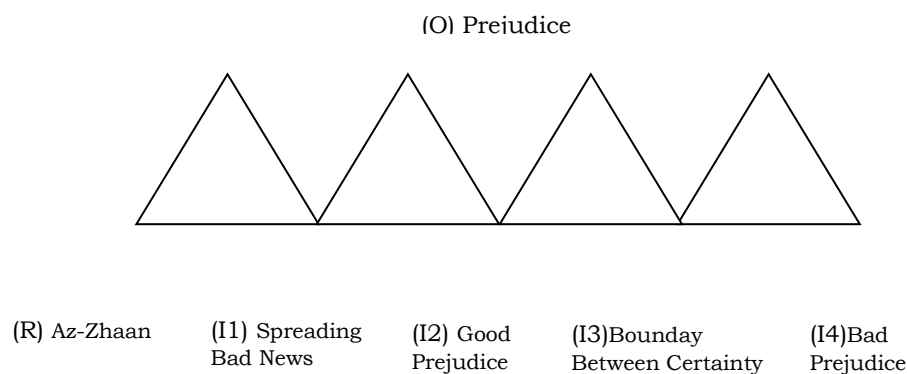 (O) Prejudice
(R) Az-Zhaan
(I1) Spreading
Bad News
(I2) Good
Prejudice
(I3)Bounday
Between Certainty
(I4)Bad
Prejudice